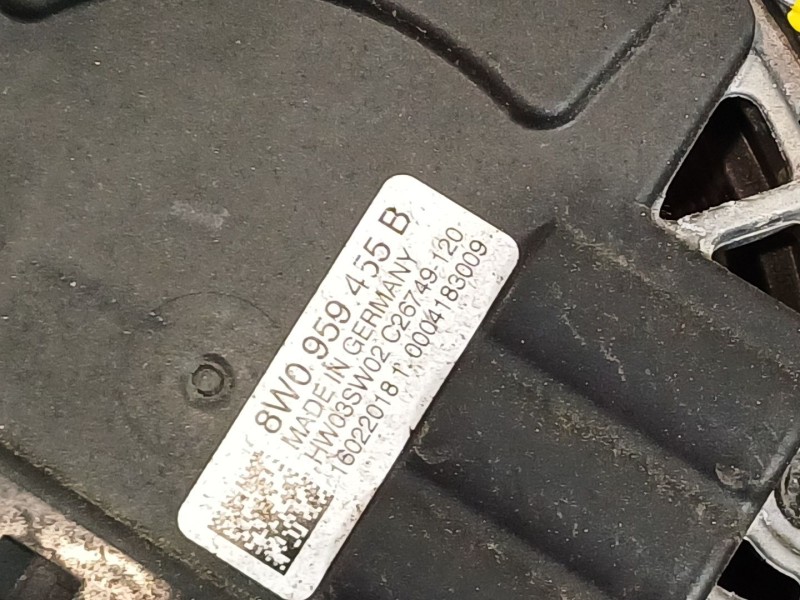 8W0 959 455 B
MADE IN GERMANY
HW03SW02 C26749-120
16022018 1 0004183009